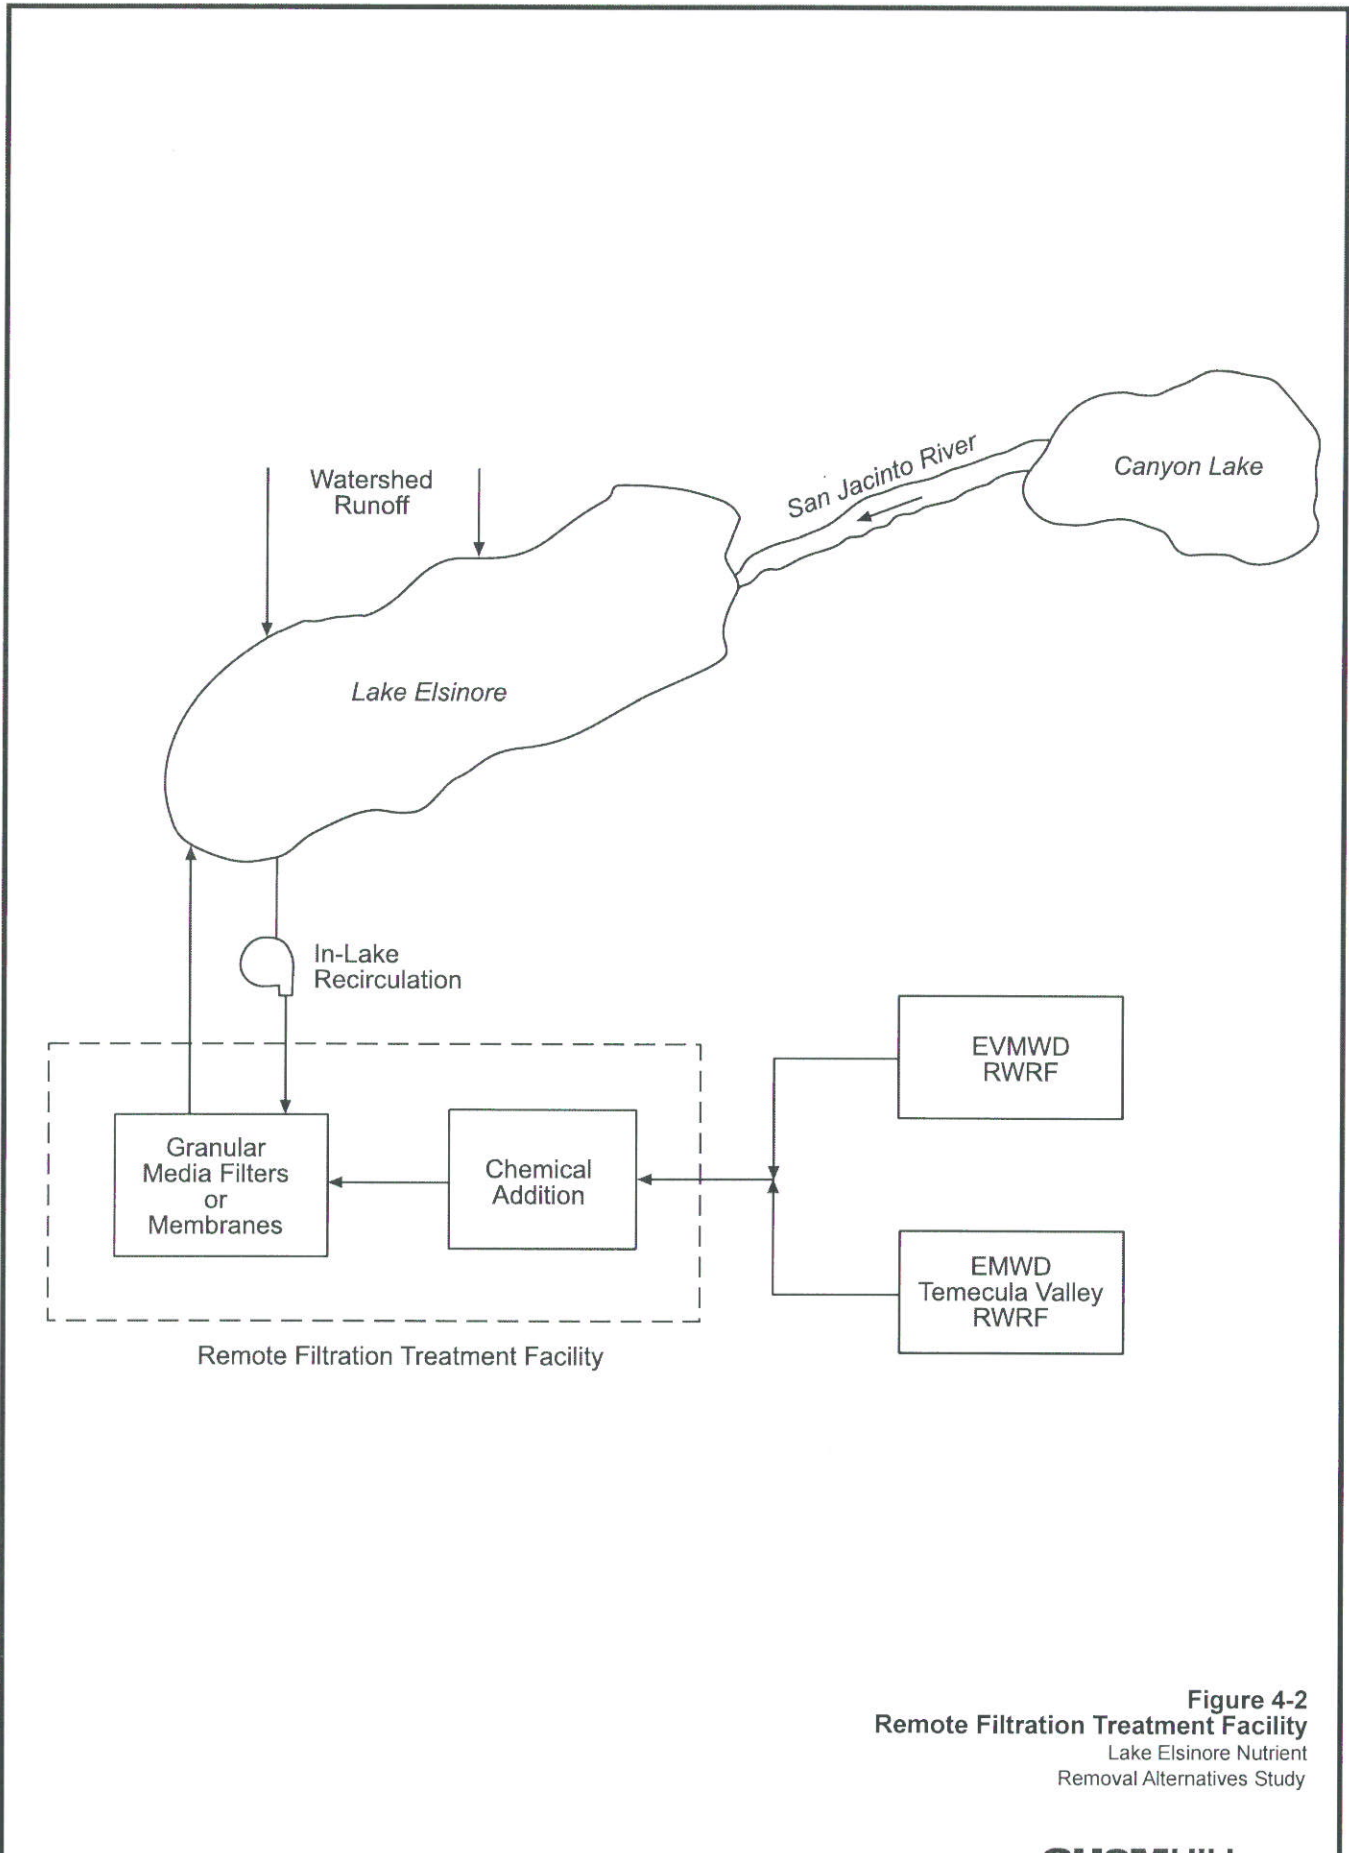 Watershed
Runoff
San Jacinto River
Canyon Lake
Lake Elsinore
In-Lake
Recirculation
EVMWD
RWRF
Granular
Media Filters
or
Membranes
Chemical
Addition
EMWD
Temecula Valley
RWRF
Remote Filtration Treatment Facility
Figure 4-2
Remote Filtration Treatment Facility
Lake Elsinore Nutrient
Removal Alternatives Study